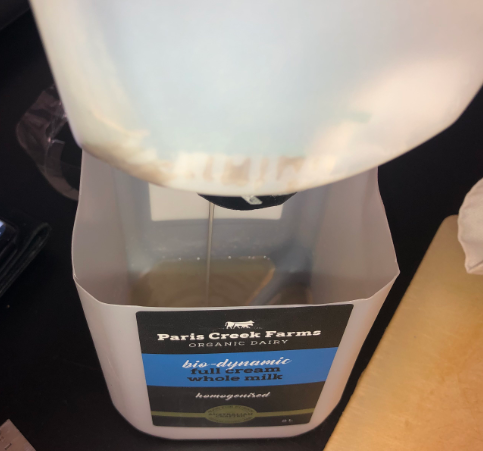 Paris Creek Farms
ORGANIC DAIRY
bio-dynamic
full cream
whole milk
homogenised